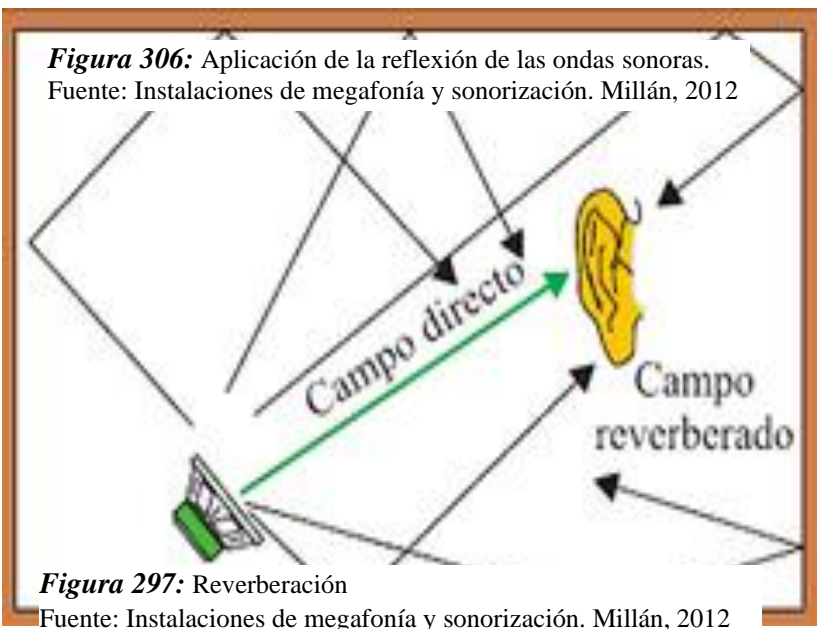 Figura 306: Aplicación de la reflexión de las ondas sonoras.
Fuente: Instalaciones de megafonía y sonorización. Millán, 2012
Campo directo
Campo
reverberado
Figura 297: Reverberación
Fuente: Instalaciones de megafonía y sonorización. Millán, 2012